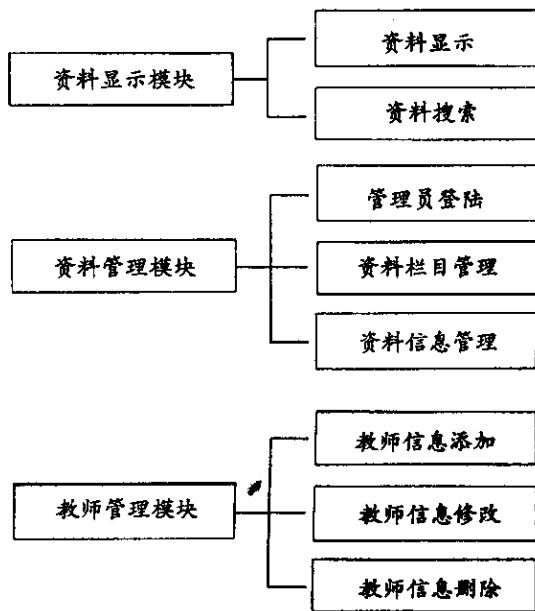 资料显示模块
资料显示
资料搜索
资料管理模块
管理员登陆
资料栏目管理
资料信息管理
教师管理模块
教师信息添加
教师信息修改
教师信息删除